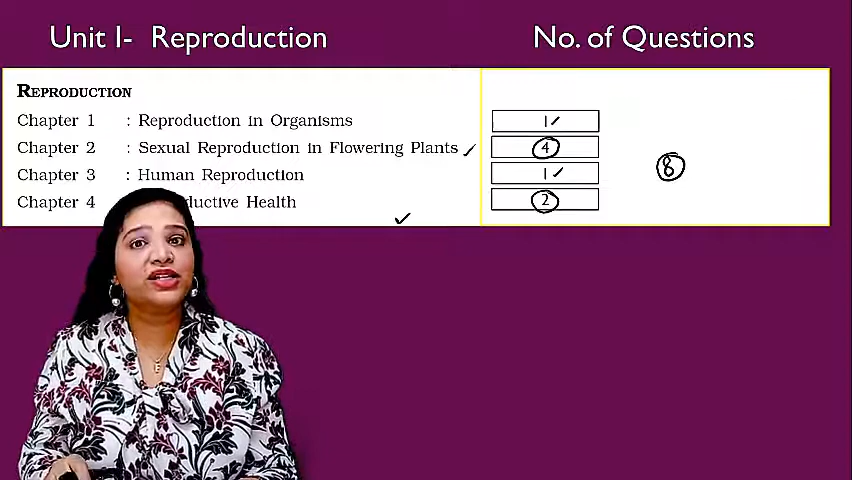 Unit I- Reproduction No. of Questions
REPRODUCTION
Chapter 1 : Reproduction in Organisms 1
Chapter 2 : Sexual Reproduction in Flowering Plants 4
Chapter 3 : Human Reproduction 1
Chapter 4 ductive Health 2
8